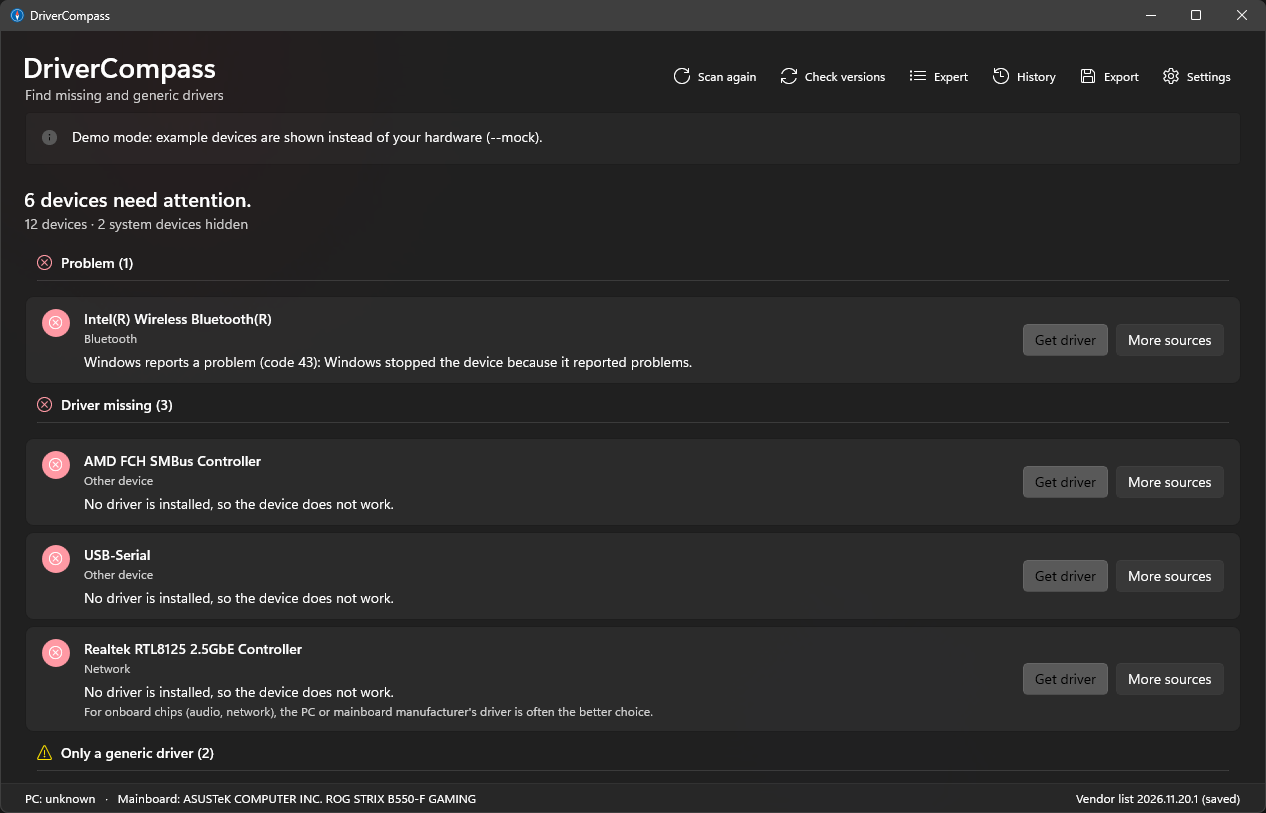 DriverCompass
DriverCompass
Find missing and generic drivers
Scan again
Check versions
Expert
History
Export
Settings
Demo mode: example devices are shown instead of your hardware (--mock).
6 devices need attention.
12 devices · 2 system devices hidden
Problem (1)
Intel(R) Wireless Bluetooth(R)
Bluetooth
Windows reports a problem (code 43): Windows stopped the device because it reported problems.
Get driver
More sources
Driver missing (3)
AMD FCH SMBus Controller
Other device
No driver is installed, so the device does not work.
Get driver
More sources
USB-Serial
Other device
No driver is installed, so the device does not work.
Get driver
More sources
Realtek RTL8125 2.5GbE Controller
Network
No driver is installed, so the device does not work.
For onboard chips (audio, network), the PC or mainboard manufacturer's driver is often the better choice.
Get driver
More sources
Only a generic driver (2)
PC: unknown · Mainboard: ASUSTeK COMPUTER INC. ROG STRIX B550-F GAMING
Vendor list 2026.11.20.1 (saved)